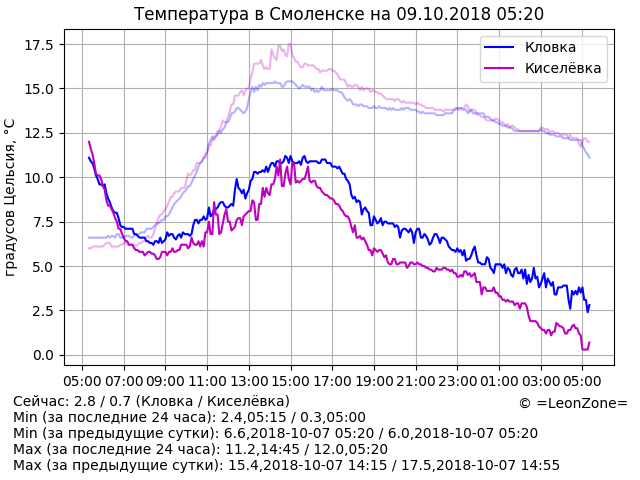 Температура в Смоленске на 09.10.2018 05:20
градусов Цельсия, °C
17.5
15.0
12.5
10.0
7.5
5.0
2.5
0.0
Кловка
Киселёвка
05:00 07:00 09:00 11:00 13:00 15:00 17:00 19:00 21:00 23:00 01:00 03:00 05:00
Сейчас: 2.8 / 0.7 (Кловка / Киселёвка)
© =LeonZone=
Min (за последние 24 часа): 2.4,05:15 / 0.3,05:00
Min (за предыдущие сутки): 6.6,2018-10-07 05:20 / 6.0,2018-10-07 05:20
Max (за последние 24 часа): 11.2,14:45 / 12.0,05:20
Max (за предыдущие сутки): 15.4,2018-10-07 14:15 / 17.5,2018-10-07 14:55